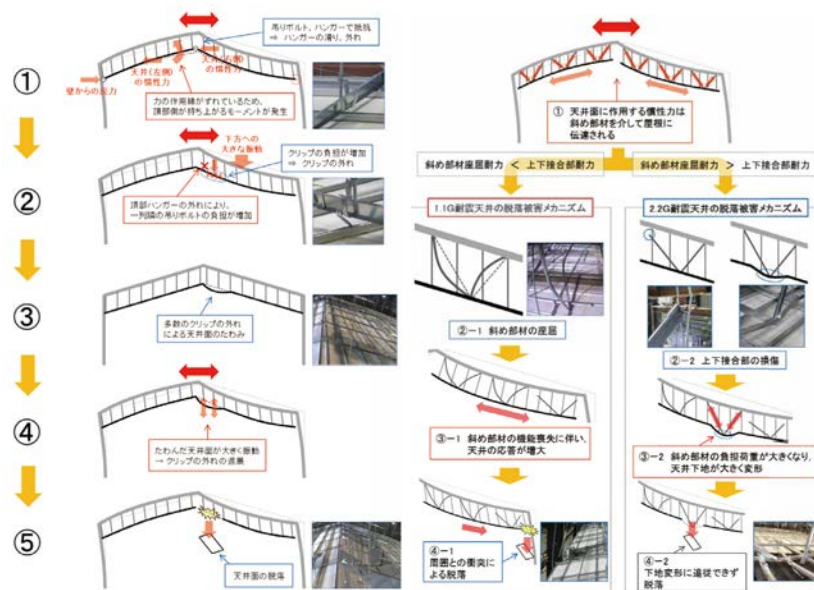 ①
吊りボルト、ハンガーで抵抗
⇒ ハンガーの滑り、外れ
天井(左側)
の慣性力
天井(右側)
の慣性力
壁からの反力
力の作用線がずれているため、
頂部側が持ち上がるモーメントが発生
②
下方への
大きな振動
クリップの負担が増加
⇒ クリップの外れ
頂部ハンガーの外れにより、
一列隣の吊りボルトの負担が増加
③
多数のクリップの外れ
による天井面のたわみ
④
たわんだ天井面が大きく振動
→ クリップの外れの進展
⑤
天井面の脱落
① 天井面に作用する慣性力は
斜め部材を介して屋根に
伝達される
斜め部材座屈耐力 < 上下接合部耐力
斜め部材座屈耐力 > 上下接合部耐力
1.1G耐震天井の脱落被害メカニズム
②-1 斜め部材の座屈
③-1 斜め部材の機能喪失に伴い、
天井の応答が増大
④-1
周囲との衝突に
よる脱落
2.2G耐震天井の脱落被害メカニズム
②-2 上下接合部の損傷
③-2 斜め部材の負担荷重が大きくなり、
天井下地が大きく変形
④-2
下地変形に追従できず
脱落